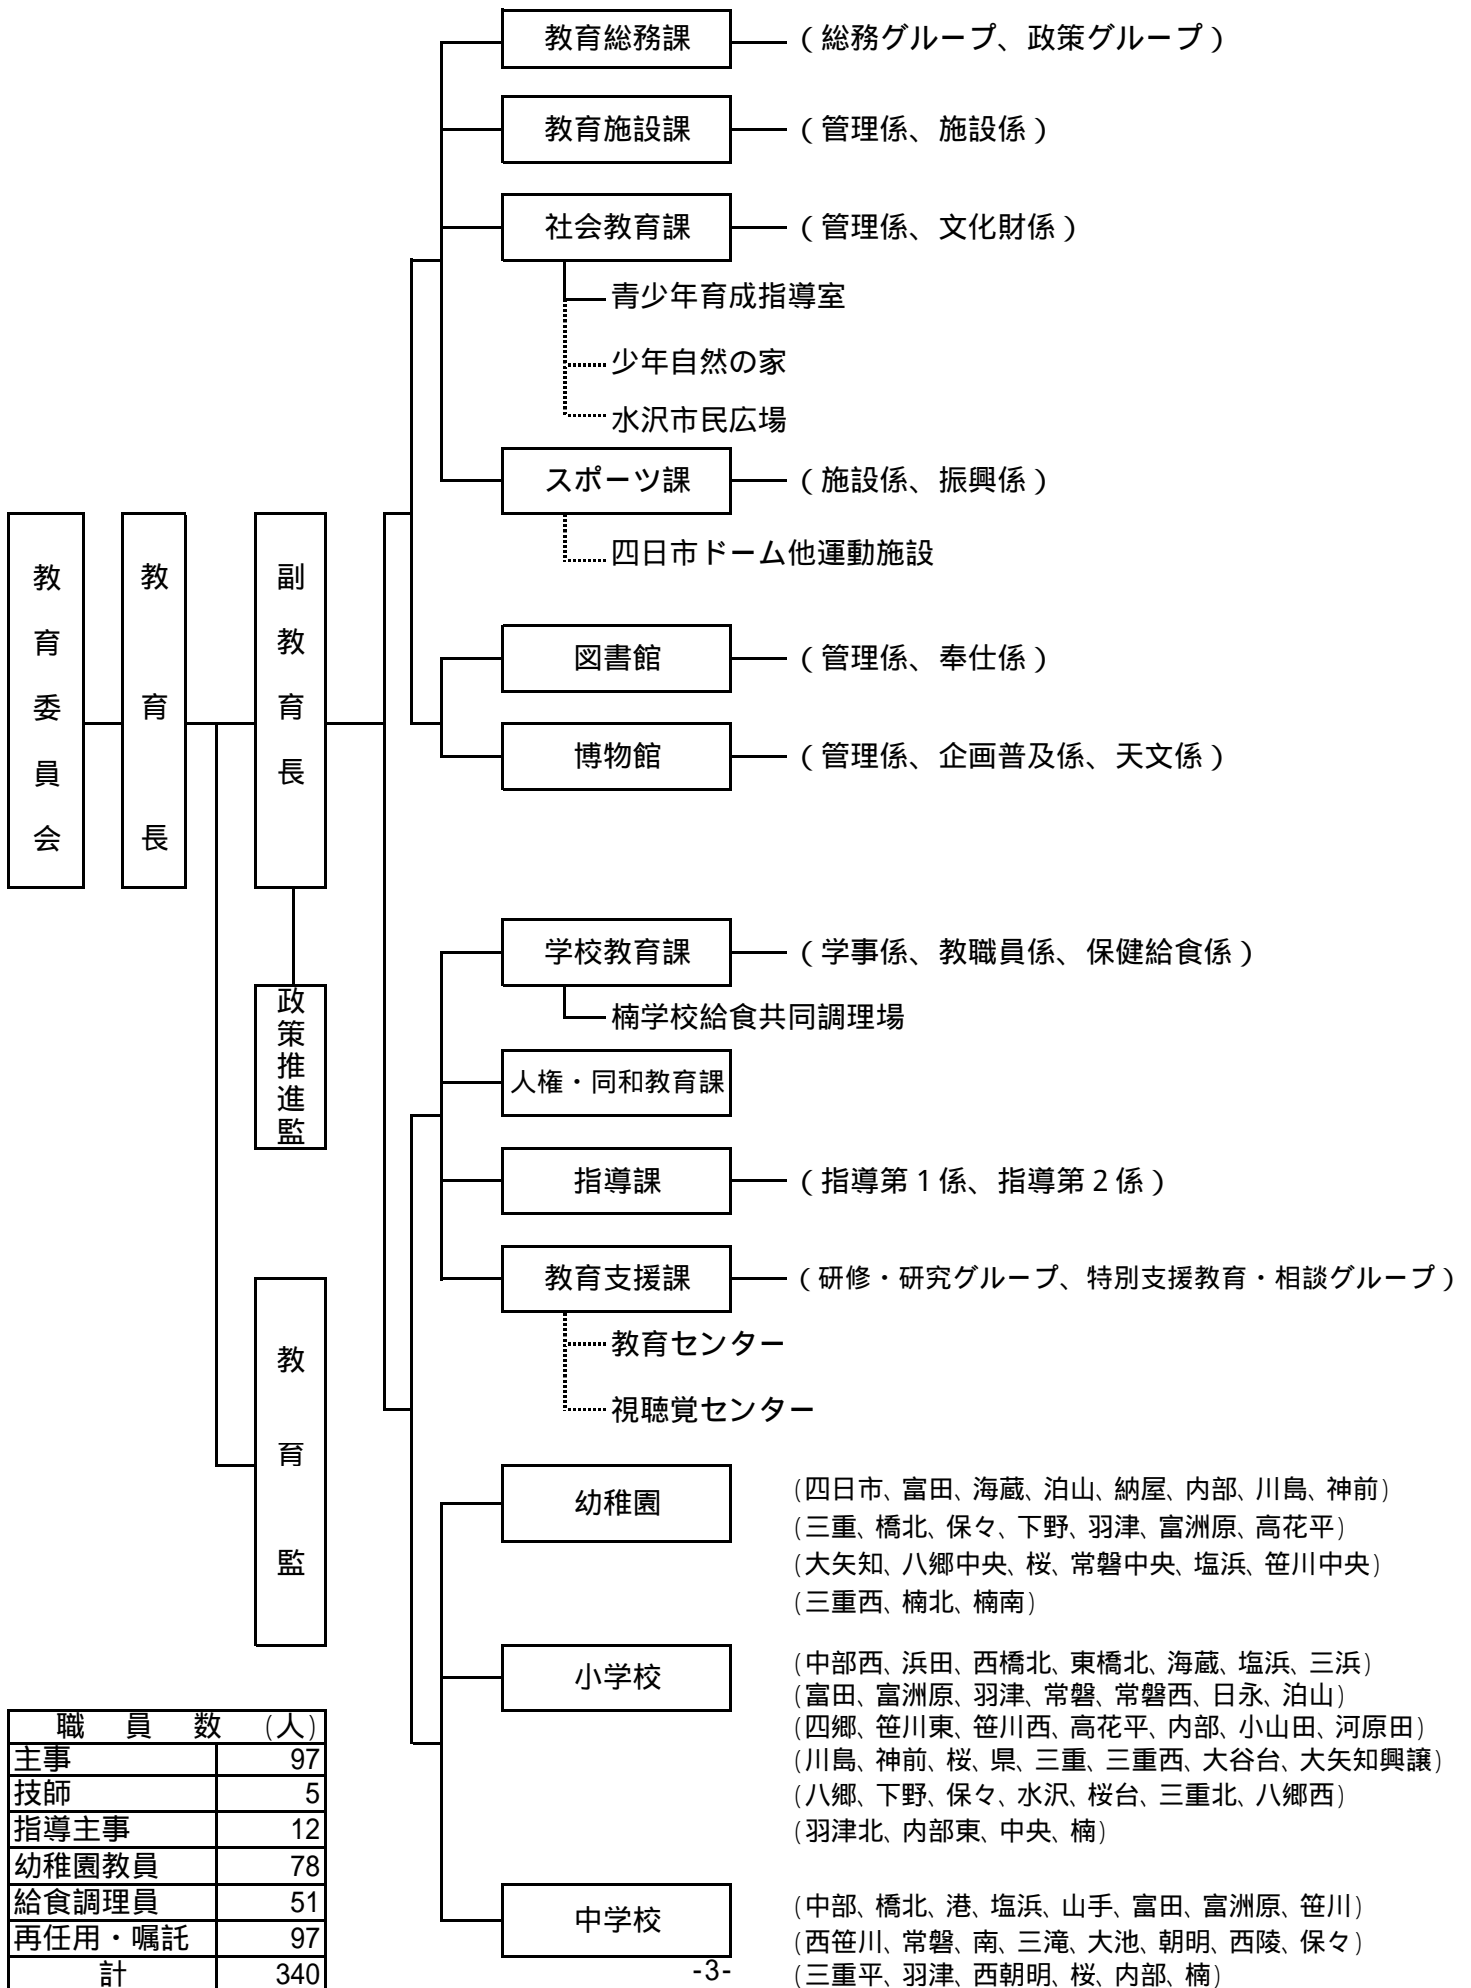 教育総務課
（総務グループ、政策グループ）
教育施設課
（管理係、施設係）
社会教育課
（管理係、文化財係）
青少年育成指導室
少年自然の家
水沢市民広場
スポーツ課
（施設係、振興係）
四日市ドーム他運動施設
教育委員会
教育長
副教育長
図書館
（管理係、奉仕係）
博物館
（管理係、企画普及係、天文係）
学校教育課
（学事係、教職員係、保健給食係）
楠学校給食共同調理場
政策推進監
人権・同和教育課
指導課
（指導第１係、指導第２係）
教育支援課
（研修・研究グループ、特別支援教育・相談グループ）
教育センター
視聴覚センター
教育監
幼稚園
(四日市、富田、海蔵、泊山、納屋、内部、川島、神前)
(三重、橋北、保々、下野、羽津、富洲原、高花平)
(大矢知、八郷中央、桜、常磐中央、塩浜、笹川中央)
(三重西、楠北、楠南)
小学校
(中部西、浜田、西橋北、東橋北、海蔵、塩浜、三浜)
(富田、富洲原、羽津、常磐、常磐西、日永、泊山)
(四郷、笹川東、笹川西、高花平、内部、小山田、河原田)
(川島、神前、桜、県、三重、三重西、大谷台、大矢知興譲)
(八郷、下野、保々、水沢、桜台、三重北、八郷西)
(羽津北、内部東、中央、楠)
中学校
(中部、橋北、港、塩浜、山手、富田、富洲原、笹川)
(西笹川、常磐、南、三滝、大池、朝明、西陵、保々)
(三重平、羽津、西朝明、桜、内部、楠)
職員数 (人)
主事 97
技師 5
指導主事 12
幼稚園教員 78
給食調理員 51
再任用・嘱託 97
計 340
-3-